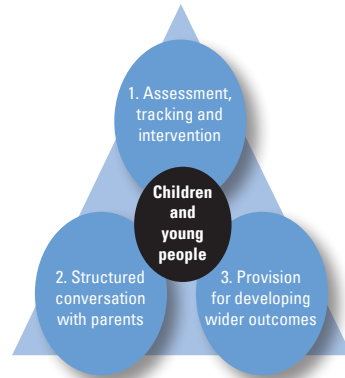 1. Assessment,
tracking and
intervention
Children
and
young
people
2. Structured
conversation
with parents
3. Provision
for developing
wider outcomes